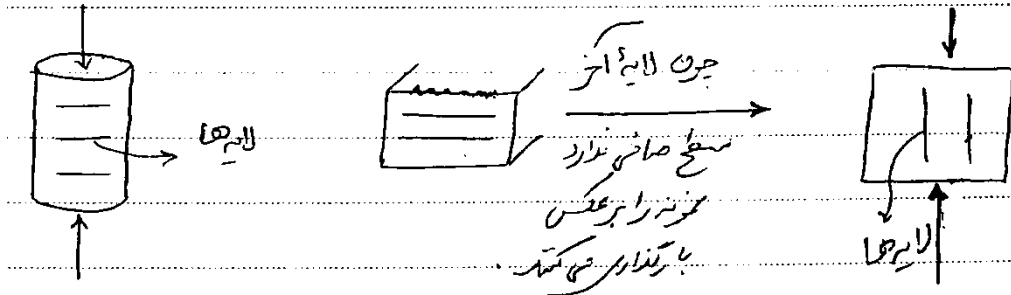 لایه‌ها
چون لایهٔ آخر
سطح صافی ندارد
نمونه را برعکس
بارگذاری می‌کنند.
لایه‌ها